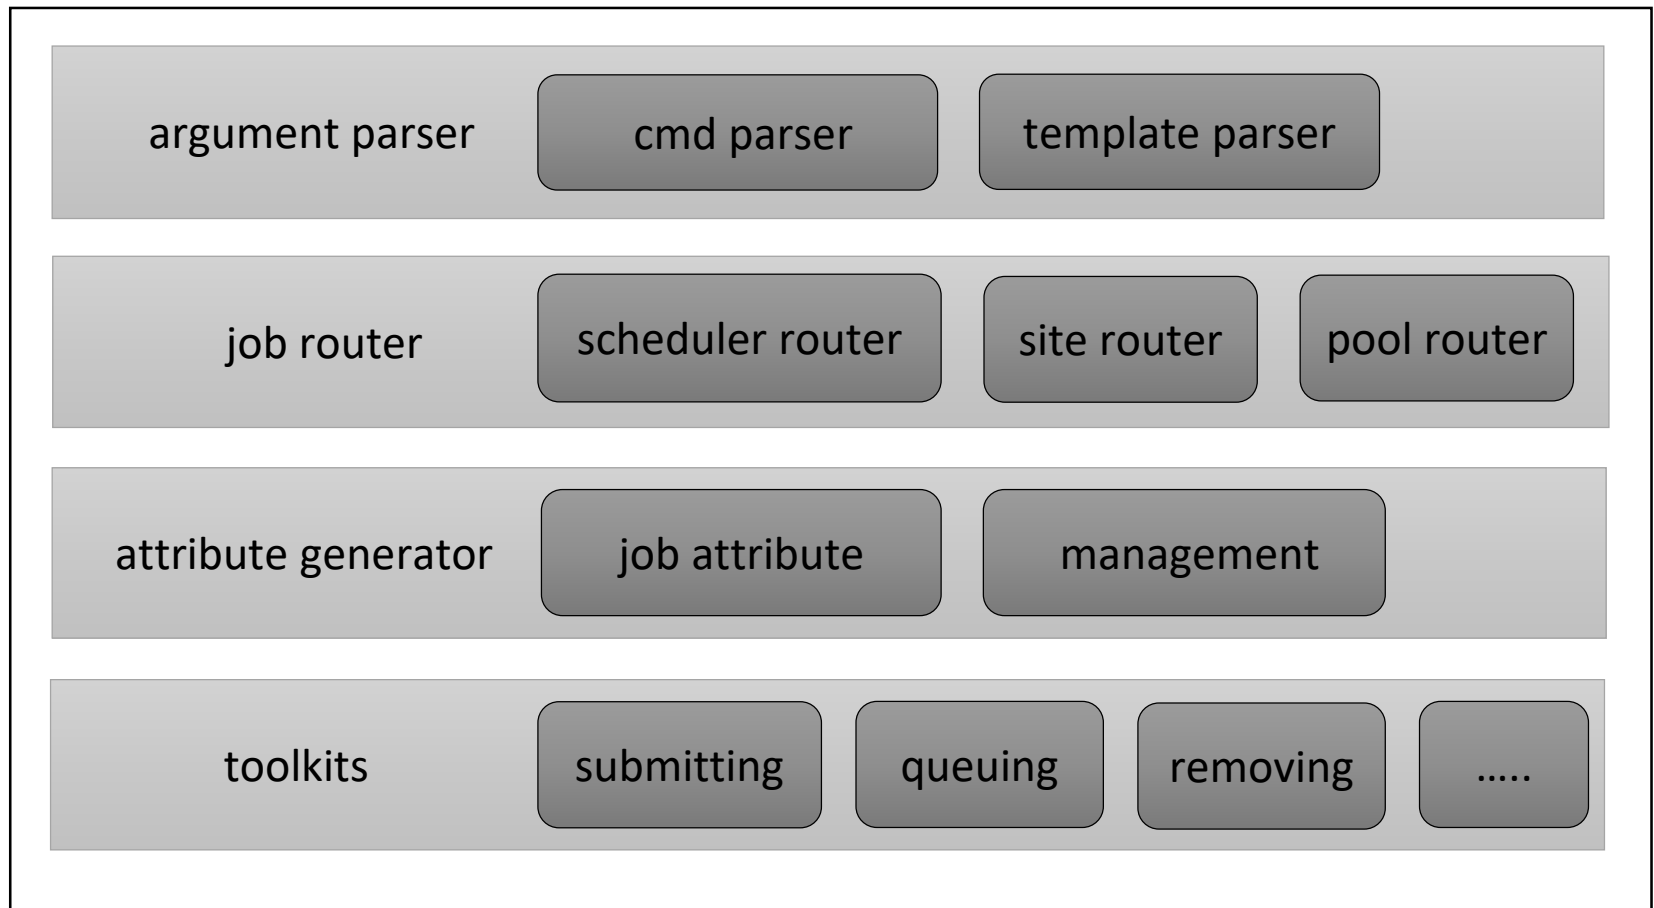 argument parser
cmd parser
template parser
job router
scheduler router
site router
pool router
attribute generator
job attribute
management
toolkits
submitting
queuing
removing
.....